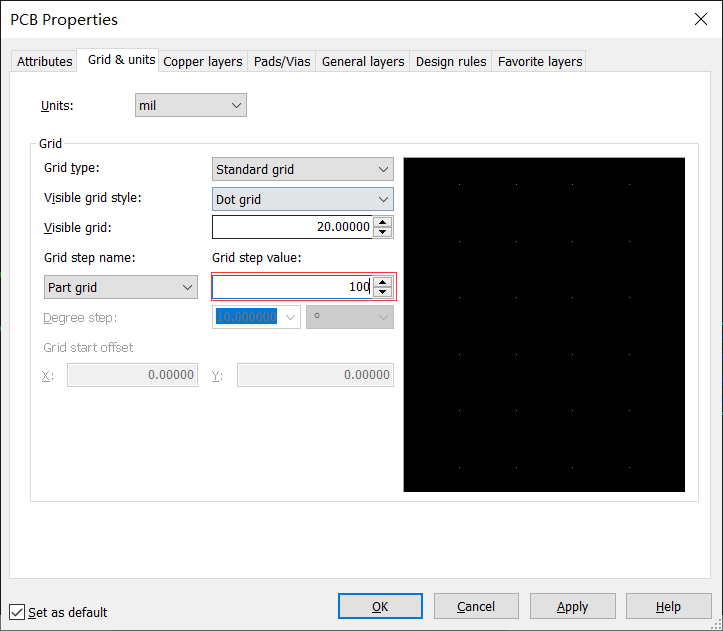 PCB Properties
Attributes Grid & units Copper layers Pads/Vias General layers Design rules Favorite layers
Units: mil
Grid
Grid type: Standard grid
Visible grid style: Dot grid
Visible grid: 20.00000
Grid step name: Grid step value:
Part grid 100
Degree step: 10.000000 °
Grid start offset
X: 0.00000 Y: 0.00000
Set as default OK Cancel Apply Help